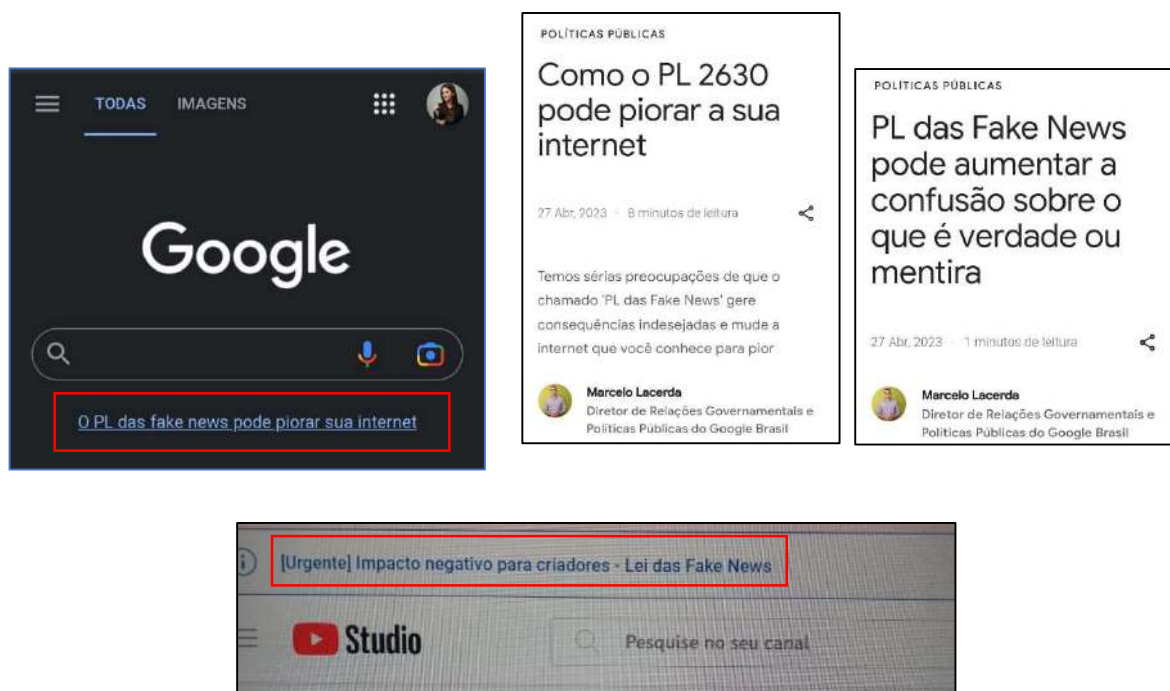 TODAS IMAGENS
Google
O PL das fake news pode piorar sua internet
POLÍTICAS PÚBLICAS
Como o PL 2630
pode piorar a sua
internet
27 Abr, 2023 · 8 minutos de leitura
Temos sérias preocupações de que o
chamado 'PL das Fake News' gere
consequências indesejadas e mude a
internet que você conhece para pior
Marcelo Lacerda
Diretor de Relações Governamentais e
Políticas Públicas do Google Brasil
POLÍTICAS PÚBLICAS
PL das Fake News
pode aumentar a
confusão sobre o
que é verdade ou
mentira
27 Abr, 2023 · 1 minutos de leitura
Marcelo Lacerda
Diretor de Relações Governamentais e
Políticas Públicas do Google Brasil
[Urgente] Impacto negativo para criadores - Lei das Fake News
Studio
Pesquise no seu canal